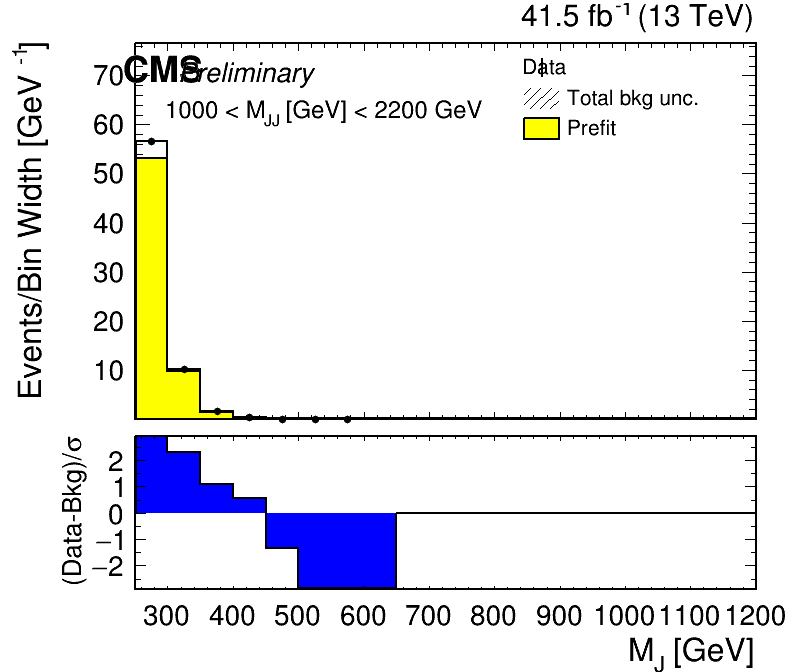 41.5 fb⁻¹ (13 TeV)
CMS Preliminary
1000 < M_JJ [GeV] < 2200 GeV
Data
Total bkg unc.
Prefit
Events/Bin Width [GeV⁻¹]
70
60
50
40
30
20
10
(Data-Bkg)/σ
2
1
0
−1
−2
300 400 500 600 700 800 900 1000 1100 1200
M_J [GeV]